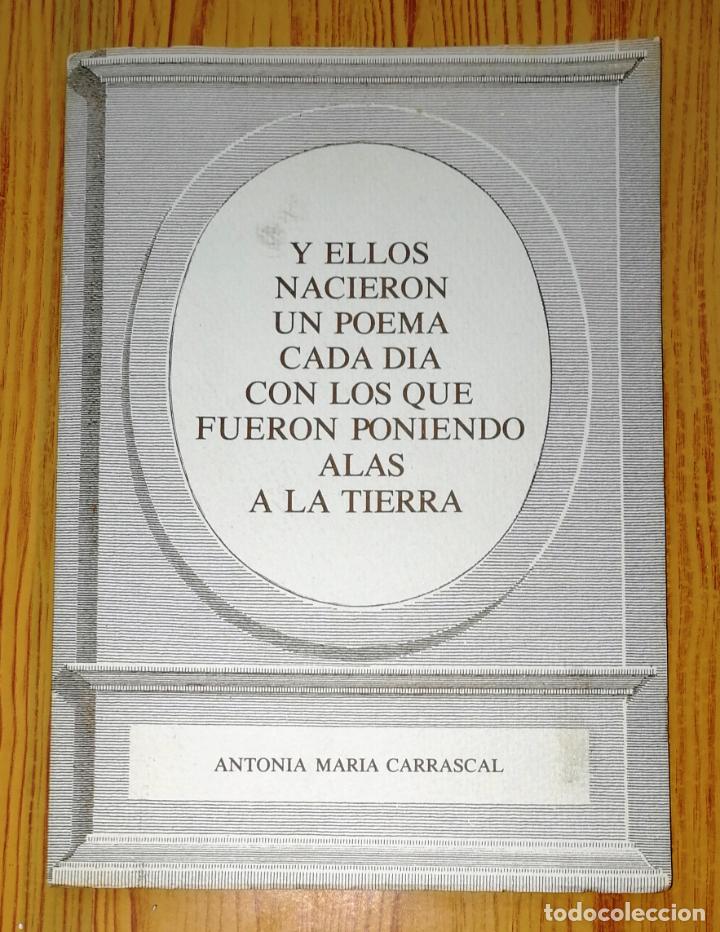 Y ELLOS
NACIERON
UN POEMA
CADA DIA
CON LOS QUE
FUERON PONIENDO
ALAS
A LA TIERRA
ANTONIA MARIA CARRASCAL
todocoleccion